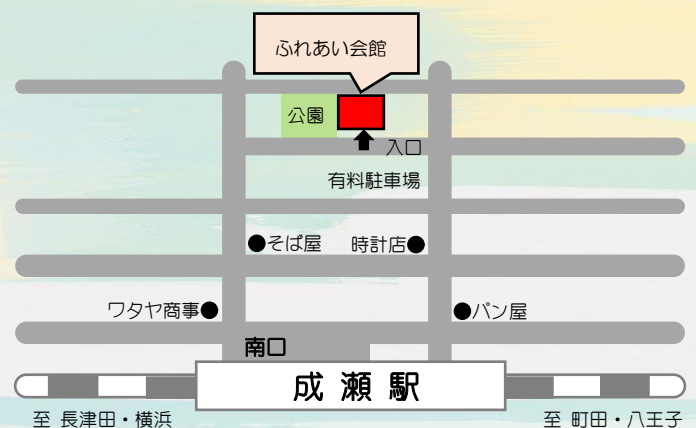 ふれあい会館
公園
入口
有料駐車場
●そば屋
時計店●
ワタヤ商事●
●パン屋
南口
成瀬駅
至 長津田・横浜
至 町田・八王子